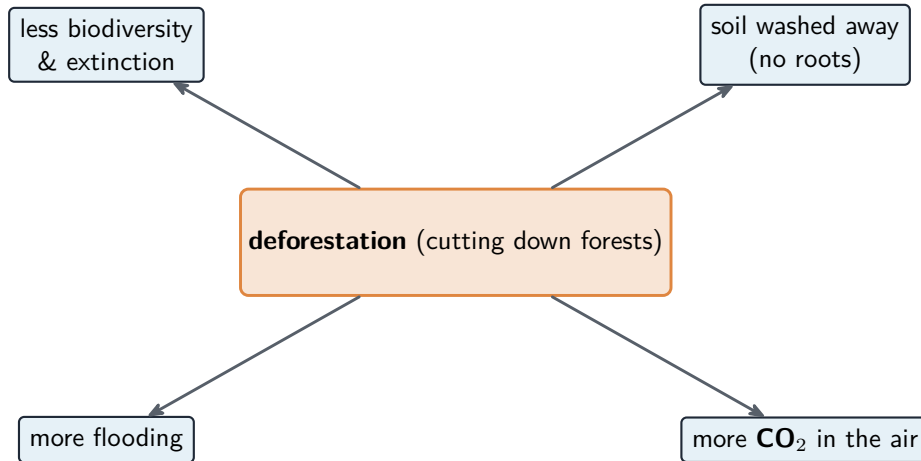 less biodiversity
& extinction
soil washed away
(no roots)
deforestation (cutting down forests)
more flooding
more CO₂ in the air